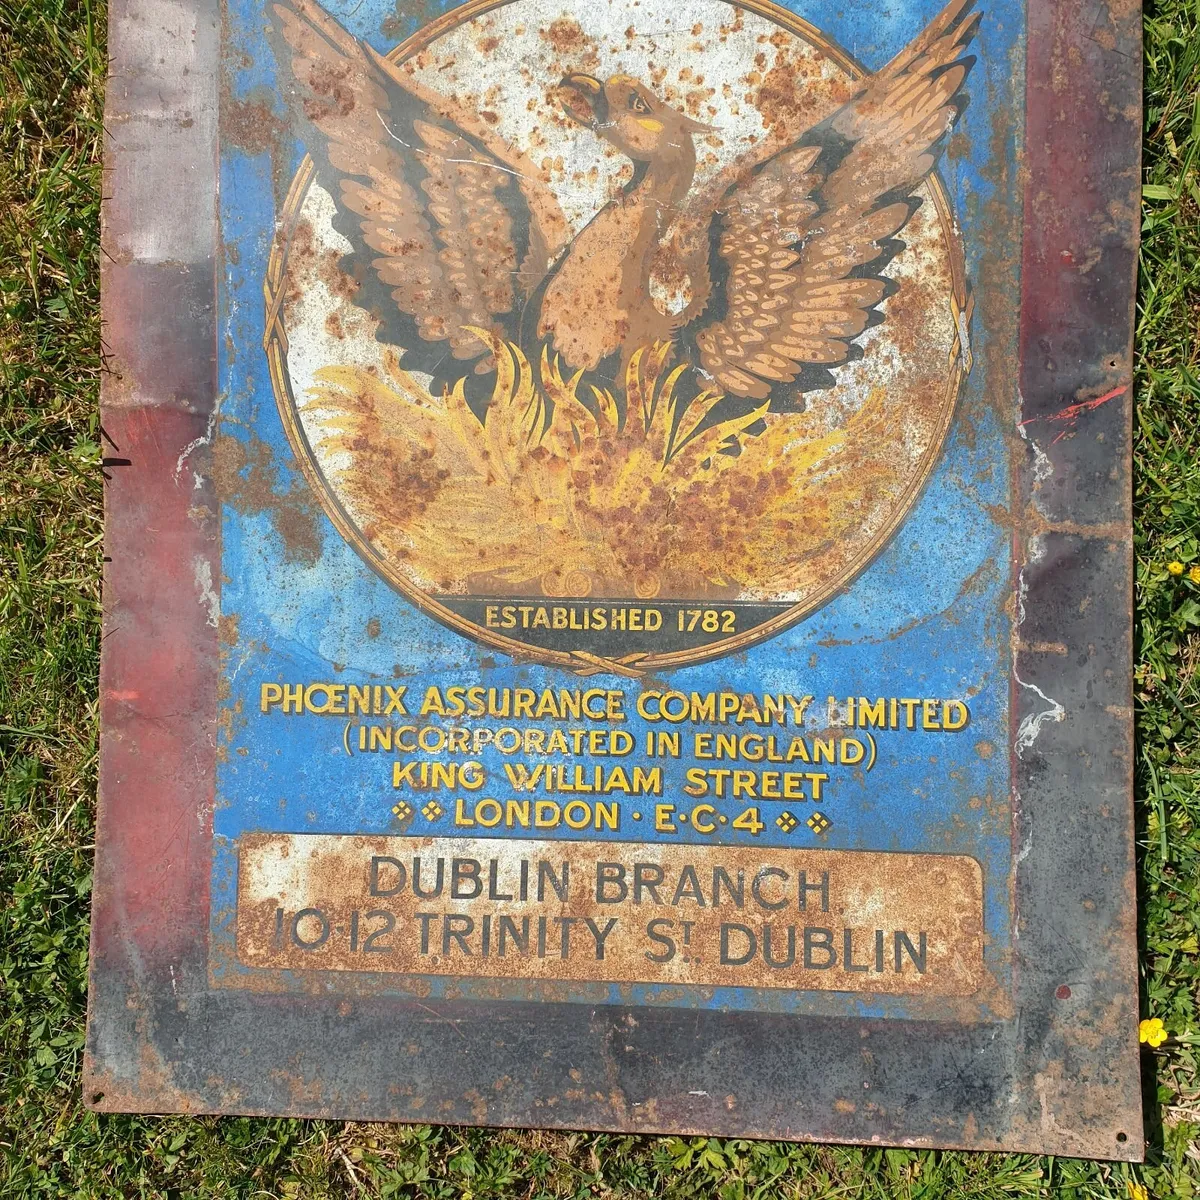 ESTABLISHED 1782
PHŒNIX ASSURANCE COMPANY LIMITED
(INCORPORATED IN ENGLAND)
KING WILLIAM STREET
LONDON · E·C·4
DUBLIN BRANCH
10-12 TRINITY ST. DUBLIN